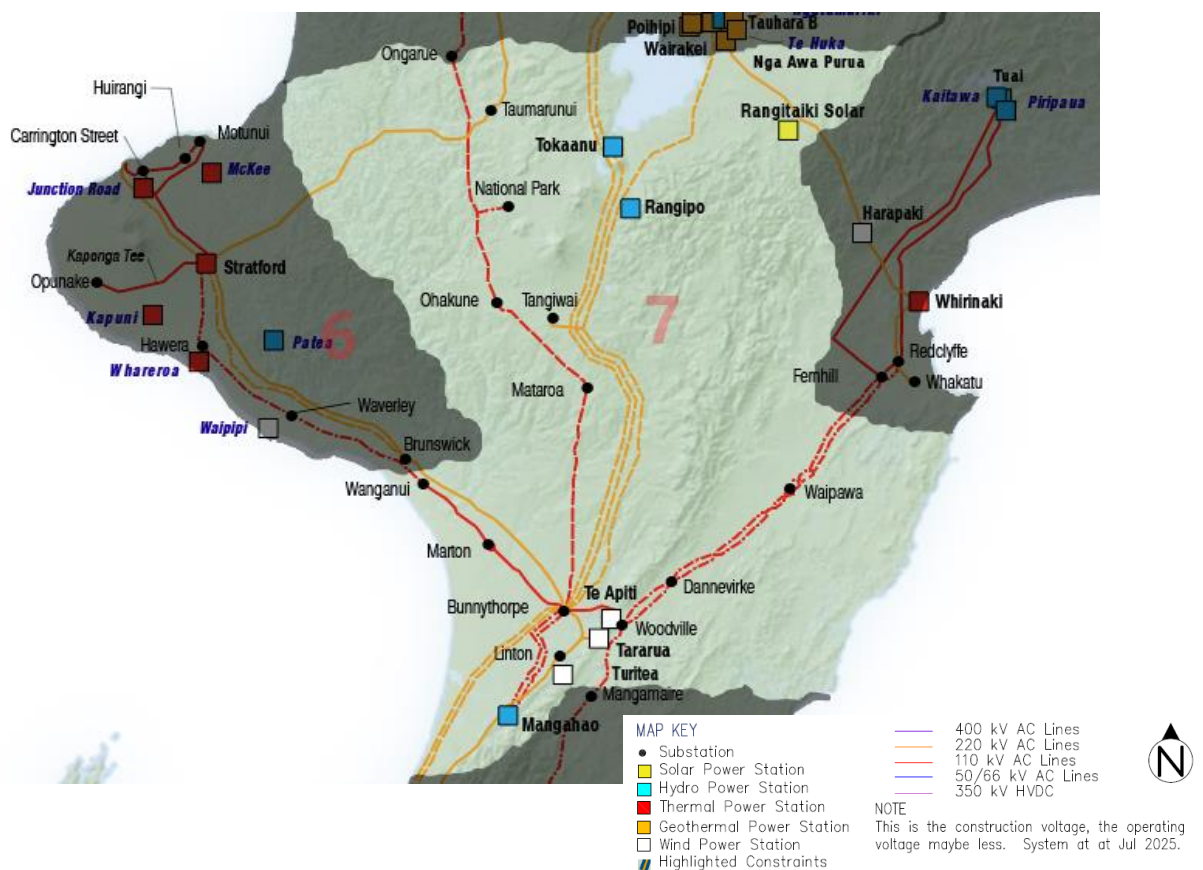 Poihipi
Tauhara B
Wairakei
Te Huka
Nga Awa Purua
Ongarue
Tuai
Kaitawa
Piripaua
Huirangi
Taumarunui
Rangitaiki Solar
Carrington Street
Motunui
Tokaanu
McKee
Junction Road
National Park
Rangipo
Harapaki
Kaponga Tee
Stratford
Opunake
Ohakune
Tangiwai
7
Whirinaki
Kapuni
6
Patea
Hawera
Whareroa
Redclyffe
Fernhill
Whakatu
Mataroa
Waverley
Waipipi
Brunswick
Wanganui
Waipawa
Marton
Dannevirke
Te Apiti
Bunnythorpe
Woodville
Linton
Tararua
Turitea
Mangamaire
Mangahao
MAP KEY
Substation
Solar Power Station
Hydro Power Station
Thermal Power Station
Geothermal Power Station
Wind Power Station
Highlighted Constraints
400 kV AC Lines
220 kV AC Lines
110 kV AC Lines
50/66 kV AC Lines
350 kV HVDC
NOTE
This is the construction voltage, the operating
voltage maybe less. System at at Jul 2025.
N